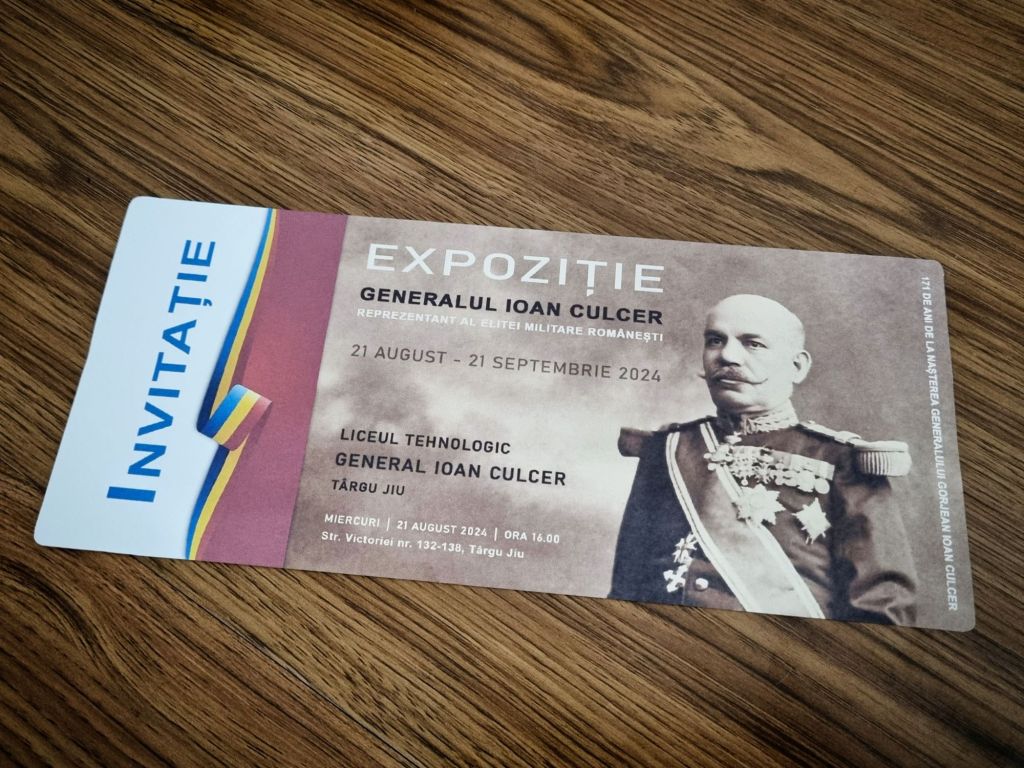 INVITAȚIE
EXPOZIȚIE
GENERALUL IOAN CULCER
REPREZENTANT AL ELITEI MILITARE ROMÂNEȘTI
21 AUGUST - 21 SEPTEMBRIE 2024
LICEUL TEHNOLOGIC
GENERAL IOAN CULCER
TÂRGU JIU
MIERCURI | 21 AUGUST 2024 | ORA 16.00
Str. Victoriei nr. 132-138, Târgu Jiu
171 DE ANI DE LA NAȘTEREA GENERALULUI GORJEAN IOAN CULCER